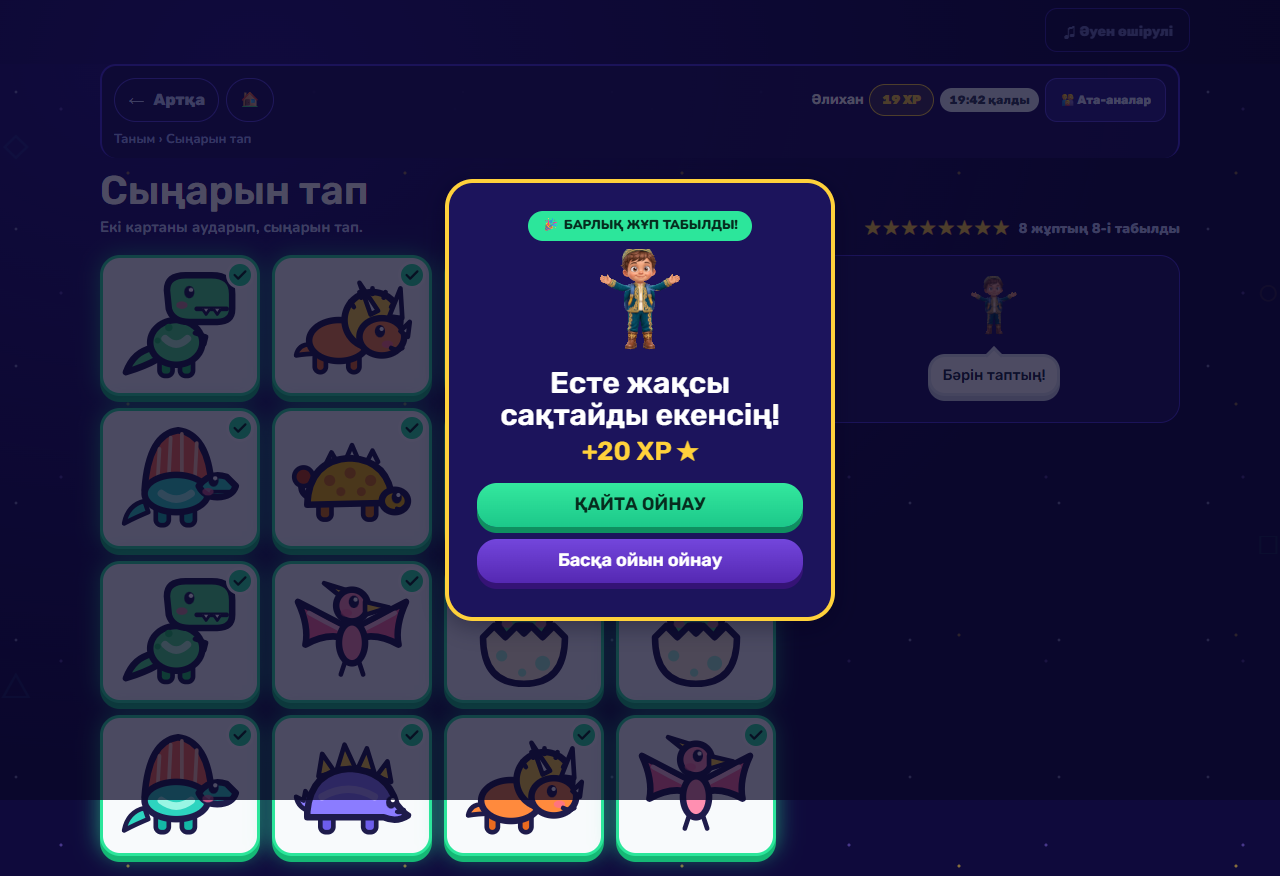 ♫ Әуен өшірулі
← Артқа
Әлихан 19 XP 19:42 қалды Ата-аналар
Таным › Сыңарын тап
Сыңарын тап
Екі картаны аударып, сыңарын тап.
★★★★★★★★ 8 жұптың 8-і табылды
БАРЛЫҚ ЖҰП ТАБЫЛДЫ!
Бәрін таптың!
Есте жақсы
сақтайды екенсің!
+20 XP ★
ҚАЙТА ОЙНАУ
Басқа ойын ойнау